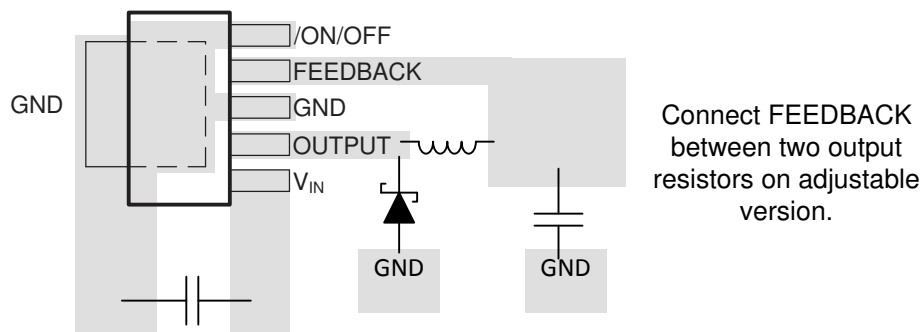 /ON/OFF
FEEDBACK
GND
GND
OUTPUT
VIN
GND
GND
Connect FEEDBACK
between two output
resistors on adjustable
version.